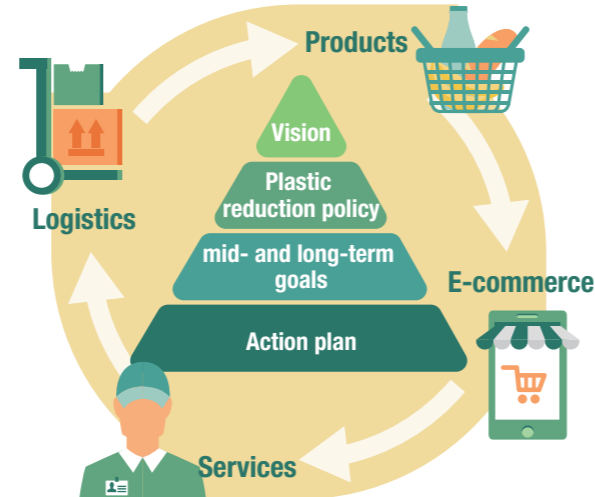 Products
Vision
Plastic
reduction policy
Logistics
mid- and long-term
goals
E-commerce
Action plan
Services